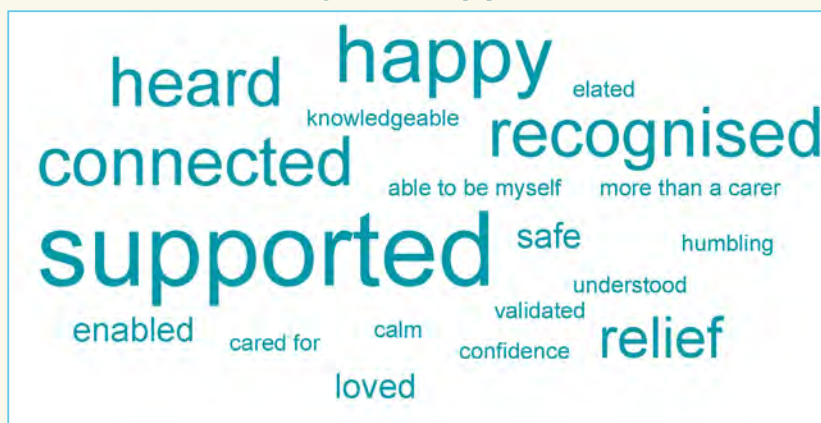 happy
heard
elated
knowledgeable
recognised
connected
able to be myself
more than a carer
supported
safe
humbling
understood
validated
enabled
cared for
calm
confidence
relief
loved